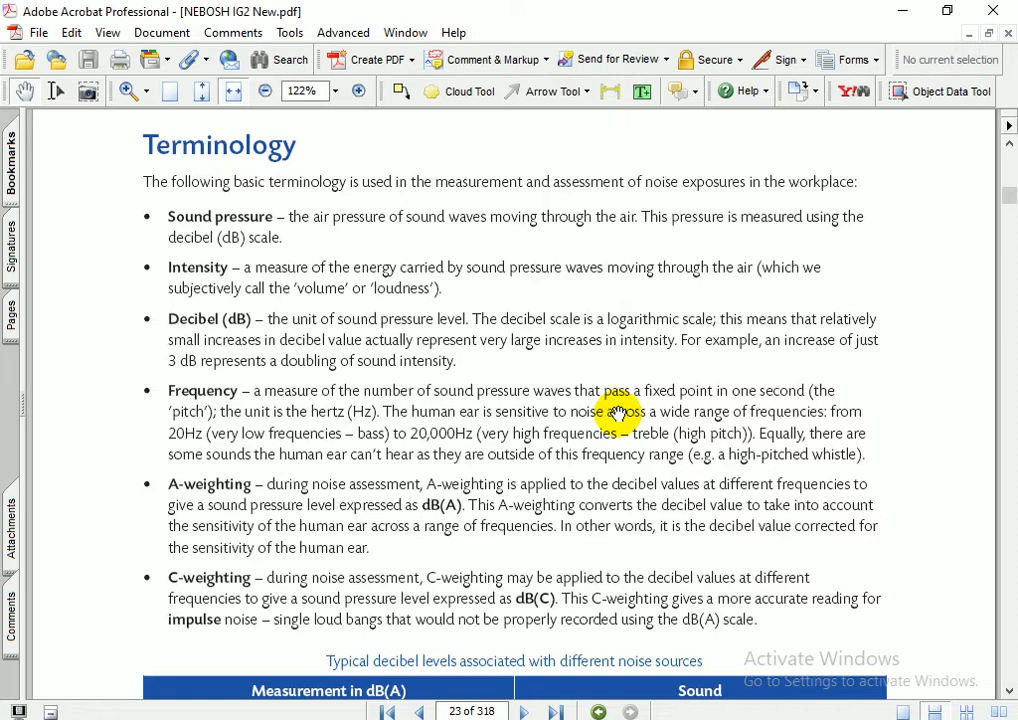 Adobe Acrobat Professional - [NEBOSH IG2 New.pdf]
File Edit View Document Comments Tools Advanced Window Help
Search Create PDF Comment & Markup Send for Review Secure Sign Forms No current selection
122% Cloud Tool Arrow Tool Help Y! Object Data Tool
Bookmarks
Signatures
Pages
Attachments
Comments
Terminology
The following basic terminology is used in the measurement and assessment of noise exposures in the workplace:
• Sound pressure – the air pressure of sound waves moving through the air. This pressure is measured using the
decibel (dB) scale.
• Intensity – a measure of the energy carried by sound pressure waves moving through the air (which we
subjectively call the ‘volume’ or ‘loudness’).
• Decibel (dB) – the unit of sound pressure level. The decibel scale is a logarithmic scale; this means that relatively
small increases in decibel value actually represent very large increases in intensity. For example, an increase of just
3 dB represents a doubling of sound intensity.
• Frequency – a measure of the number of sound pressure waves that pass a fixed point in one second (the
‘pitch’); the unit is the hertz (Hz). The human ear is sensitive to noise across a wide range of frequencies: from
20Hz (very low frequencies – bass) to 20,000Hz (very high frequencies – treble (high pitch)). Equally, there are
some sounds the human ear can’t hear as they are outside of this frequency range (e.g. a high-pitched whistle).
• A-weighting – during noise assessment, A-weighting is applied to the decibel values at different frequencies to
give a sound pressure level expressed as dB(A). This A-weighting converts the decibel value to take into account
the sensitivity of the human ear across a range of frequencies. In other words, it is the decibel value corrected for
the sensitivity of the human ear.
• C-weighting – during noise assessment, C-weighting may be applied to the decibel values at different
frequencies to give a sound pressure level expressed as dB(C). This C-weighting gives a more accurate reading for
impulse noise – single loud bangs that would not be properly recorded using the dB(A) scale.
Typical decibel levels associated with different noise sources
Measurement in dB(A) Sound
Activate Windows
Go to Settings to activate Windows.
23 of 318